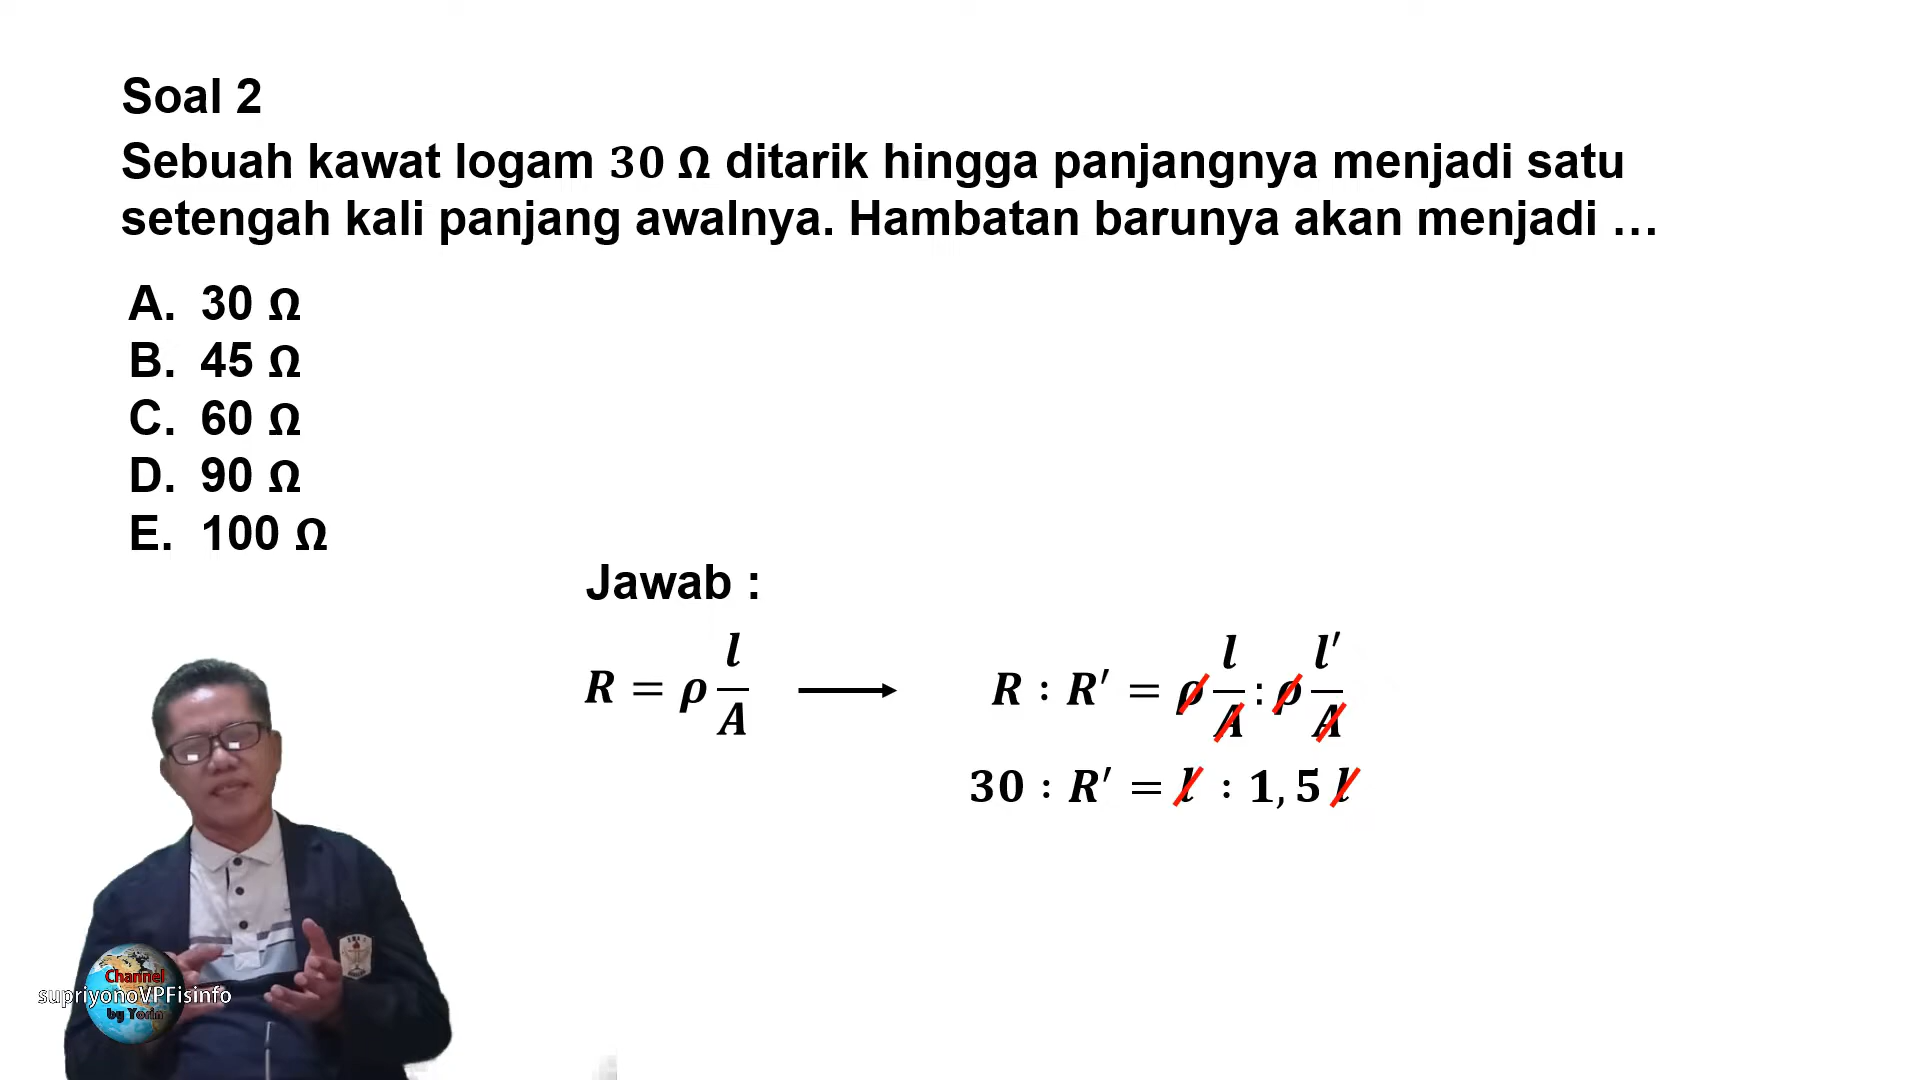 Soal 2
Sebuah kawat logam 30 Ω ditarik hingga panjangnya menjadi satu
setengah kali panjang awalnya. Hambatan barunya akan menjadi …
A. 30 Ω
B. 45 Ω
C. 60 Ω
D. 90 Ω
E. 100 Ω
Jawab :
R = ρ l/A ⟶ R : R′ = ρ l/A : ρ l′/A
30 : R′ = l : 1,5 l
Channel
supriyonoVPFisinfo
by Yorin